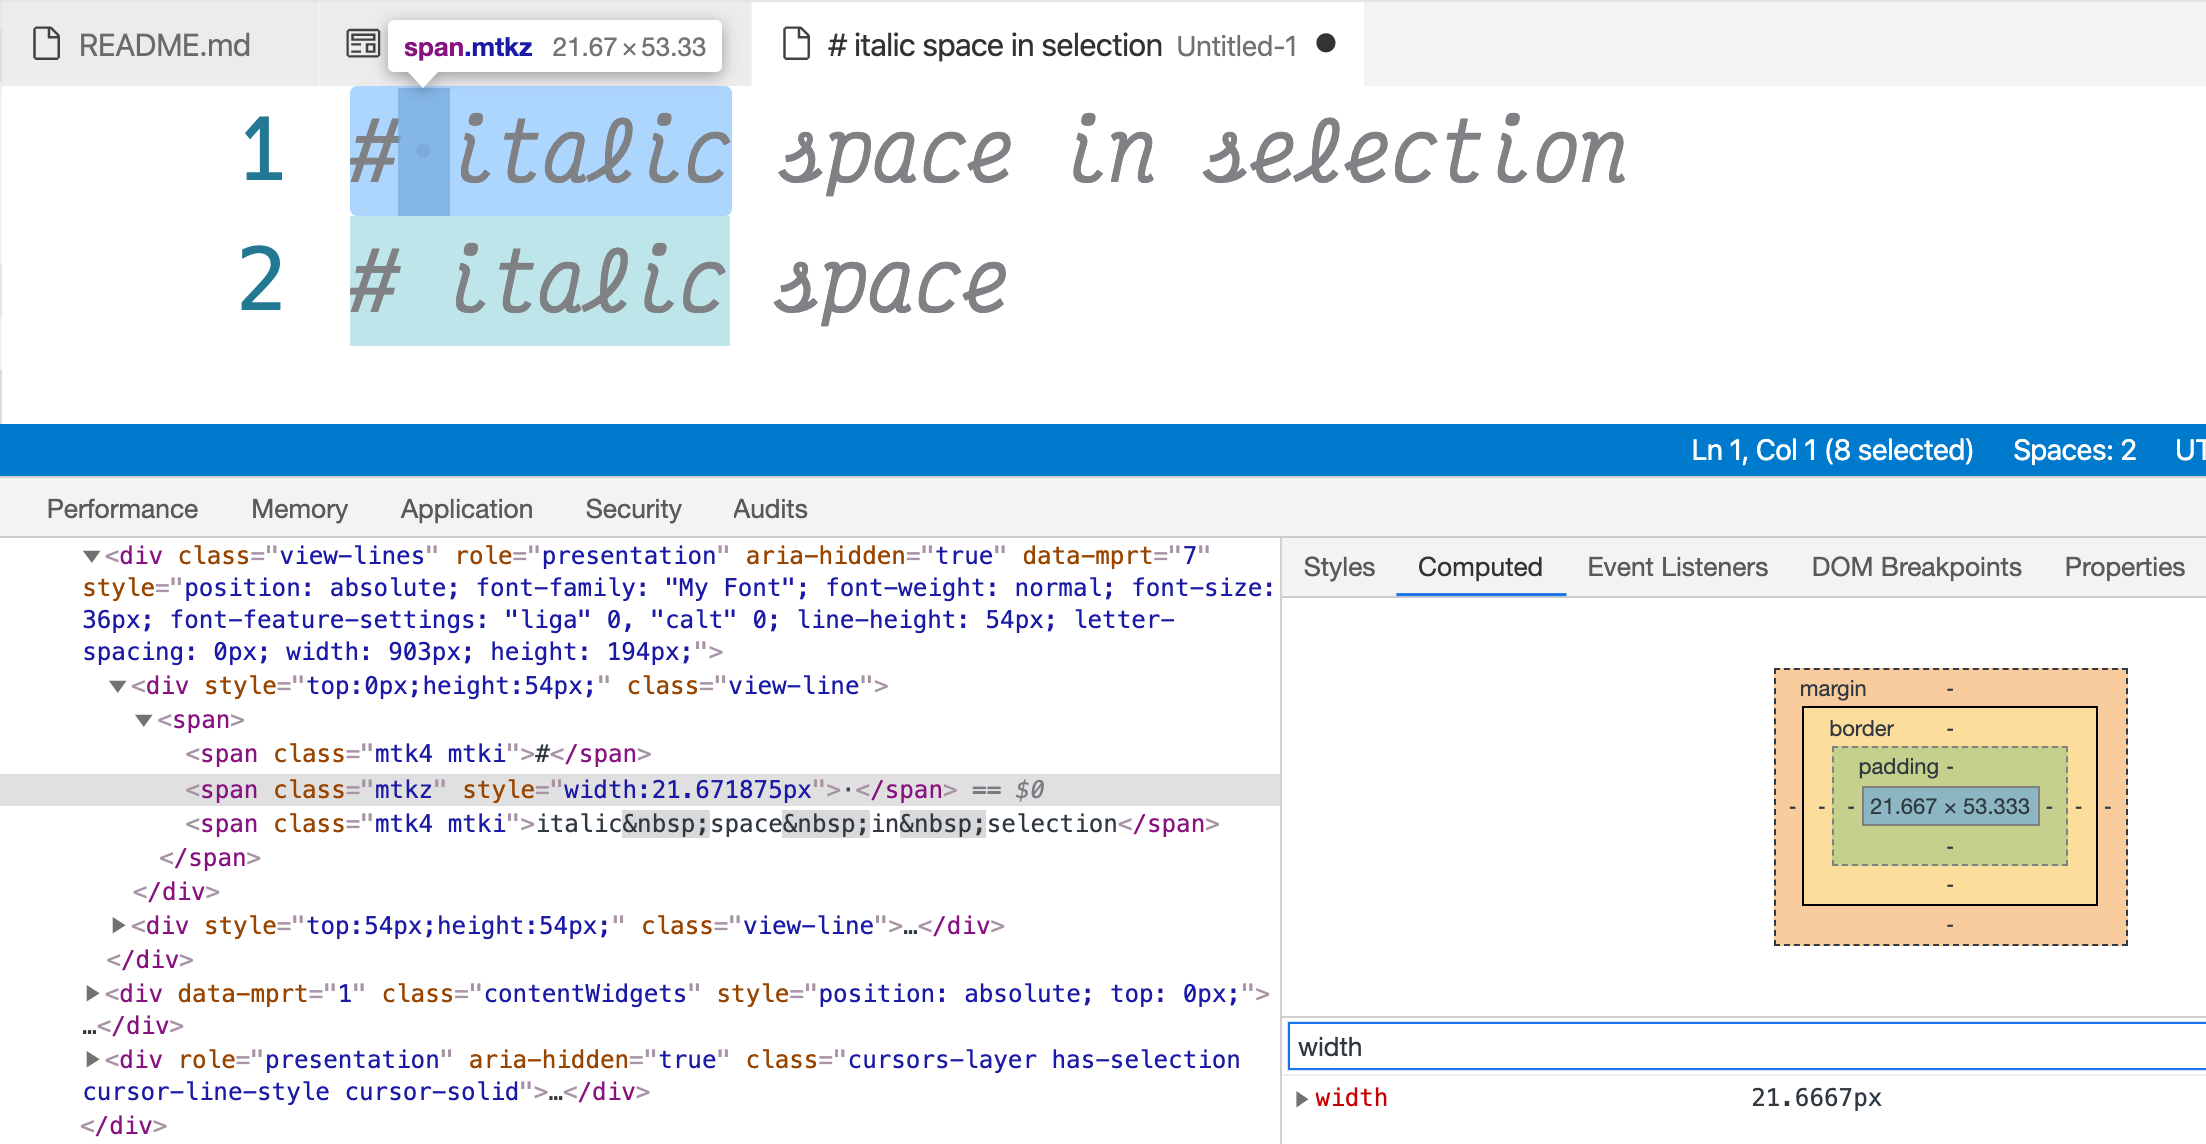 README.md
span.mtkz 21.67 × 53.33
# italic space in selection Untitled-1 ●
1 #·italic space in selection
2 # italic space
Ln 1, Col 1 (8 selected) Spaces: 2 UT
Performance Memory Application Security Audits
▼<div class="view-lines" role="presentation" aria-hidden="true" data-mprt="7"
style="position: absolute; font-family: "My Font"; font-weight: normal; font-size:
36px; font-feature-settings: "liga" 0, "calt" 0; line-height: 54px; letter-
spacing: 0px; width: 903px; height: 194px;">
▼<div style="top:0px;height:54px;" class="view-line">
▼<span>
<span class="mtk4 mtki">#</span>
<span class="mtkz" style="width:21.671875px">·</span> == $0
<span class="mtk4 mtki">italic&nbsp;space&nbsp;in&nbsp;selection</span>
</span>
</div>
▶<div style="top:54px;height:54px;" class="view-line">…</div>
</div>
▶<div data-mprt="1" class="contentWidgets" style="position: absolute; top: 0px;">
…</div>
▶<div role="presentation" aria-hidden="true" class="cursors-layer has-selection
cursor-line-style cursor-solid">…</div>
</div>
Styles Computed Event Listeners DOM Breakpoints Properties
margin -
border -
padding -
- - - 21.667 × 53.333 - - -
-
-
-
width
▶ width 21.6667px